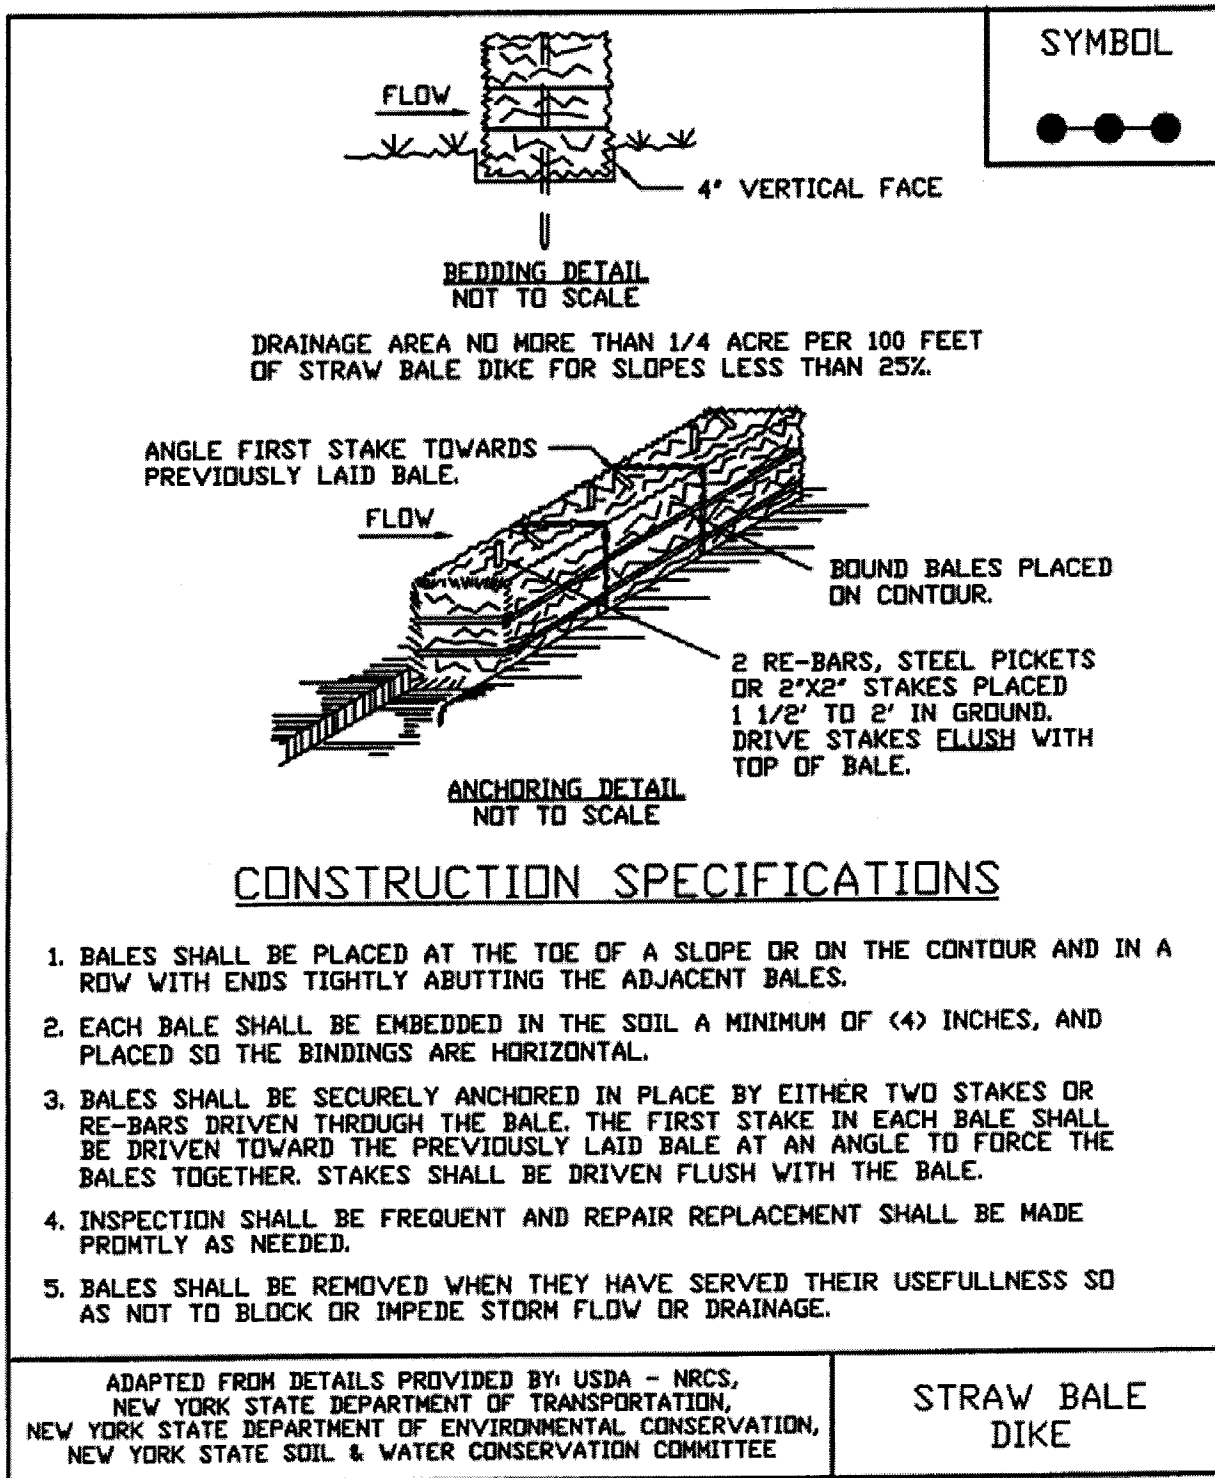 SYMBOL
FLOW
4" VERTICAL FACE
BEDDING DETAIL
NOT TO SCALE
DRAINAGE AREA NO MORE THAN 1/4 ACRE PER 100 FEET
OF STRAW BALE DIKE FOR SLOPES LESS THAN 25%.
ANGLE FIRST STAKE TOWARDS
PREVIOUSLY LAID BALE.
FLOW
BOUND BALES PLACED
ON CONTOUR.
2 RE-BARS, STEEL PICKETS
OR 2"X2" STAKES PLACED
1 1/2' TO 2' IN GROUND.
DRIVE STAKES FLUSH WITH
TOP OF BALE.
ANCHORING DETAIL
NOT TO SCALE
CONSTRUCTION SPECIFICATIONS
1. BALES SHALL BE PLACED AT THE TOE OF A SLOPE OR ON THE CONTOUR AND IN A
ROW WITH ENDS TIGHTLY ABUTTING THE ADJACENT BALES.
2. EACH BALE SHALL BE EMBEDDED IN THE SOIL A MINIMUM OF (4) INCHES, AND
PLACED SO THE BINDINGS ARE HORIZONTAL.
3. BALES SHALL BE SECURELY ANCHORED IN PLACE BY EITHER TWO STAKES OR
RE-BARS DRIVEN THROUGH THE BALE. THE FIRST STAKE IN EACH BALE SHALL
BE DRIVEN TOWARD THE PREVIOUSLY LAID BALE AT AN ANGLE TO FORCE THE
BALES TOGETHER. STAKES SHALL BE DRIVEN FLUSH WITH THE BALE.
4. INSPECTION SHALL BE FREQUENT AND REPAIR REPLACEMENT SHALL BE MADE
PROMTLY AS NEEDED.
5. BALES SHALL BE REMOVED WHEN THEY HAVE SERVED THEIR USEFULLNESS SO
AS NOT TO BLOCK OR IMPEDE STORM FLOW OR DRAINAGE.
ADAPTED FROM DETAILS PROVIDED BY: USDA - NRCS,
NEW YORK STATE DEPARTMENT OF TRANSPORTATION,
NEW YORK STATE DEPARTMENT OF ENVIRONMENTAL CONSERVATION,
NEW YORK STATE SOIL & WATER CONSERVATION COMMITTEE
STRAW BALE
DIKE